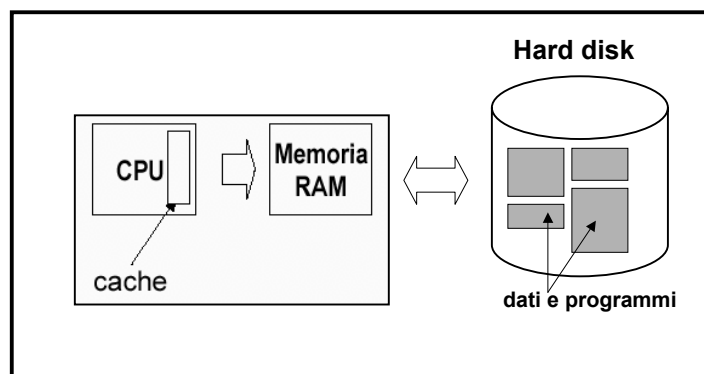 Hard disk
CPU
Memoria
RAM
cache
dati e programmi